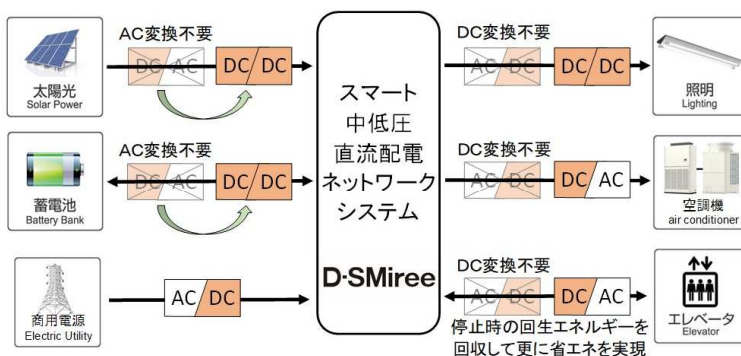 AC変換不要
DC/AC
DC/DC
太陽光
Solar Power
AC変換不要
DC/AC
DC/DC
蓄電池
Battery Bank
AC/DC
商用電源
Electric Utility
スマート
中低圧
直流配電
ネットワーク
システム
D·SMiree
DC変換不要
AC/DC
DC/DC
照明
Lighting
DC変換不要
AC/DC
DC/AC
空調機
air conditioner
DC変換不要
AC/DC
DC/AC
エレベータ
Elevator
停止時の回生エネルギーを
回収して更に省エネを実現